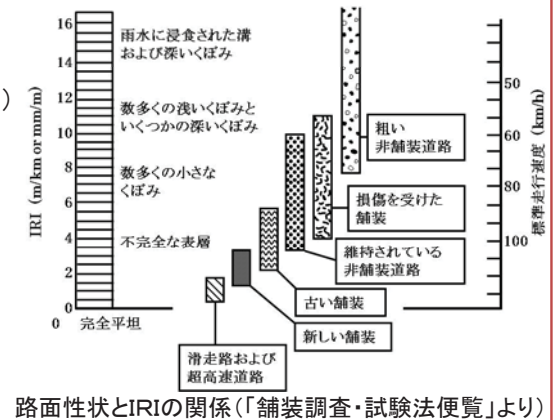 )
IRI (m/km or mm/m)
16
14
12
10
8
6
4
2
0
0
完全平坦
雨水に浸食された溝
および深いくぼみ
数多くの浅いくぼみと
いくつかの深いくぼみ
数多くの小さな
くぼみ
不完全な表層
粗い
非舗装道路
損傷を受けた
舗装
維持されている
非舗装道路
古い舗装
新しい舗装
滑走路および
超高速道路
50
60
80
100
標準走行速度 (km/h)
路面性状とIRIの関係(「舗装調査・試験法便覧」より)